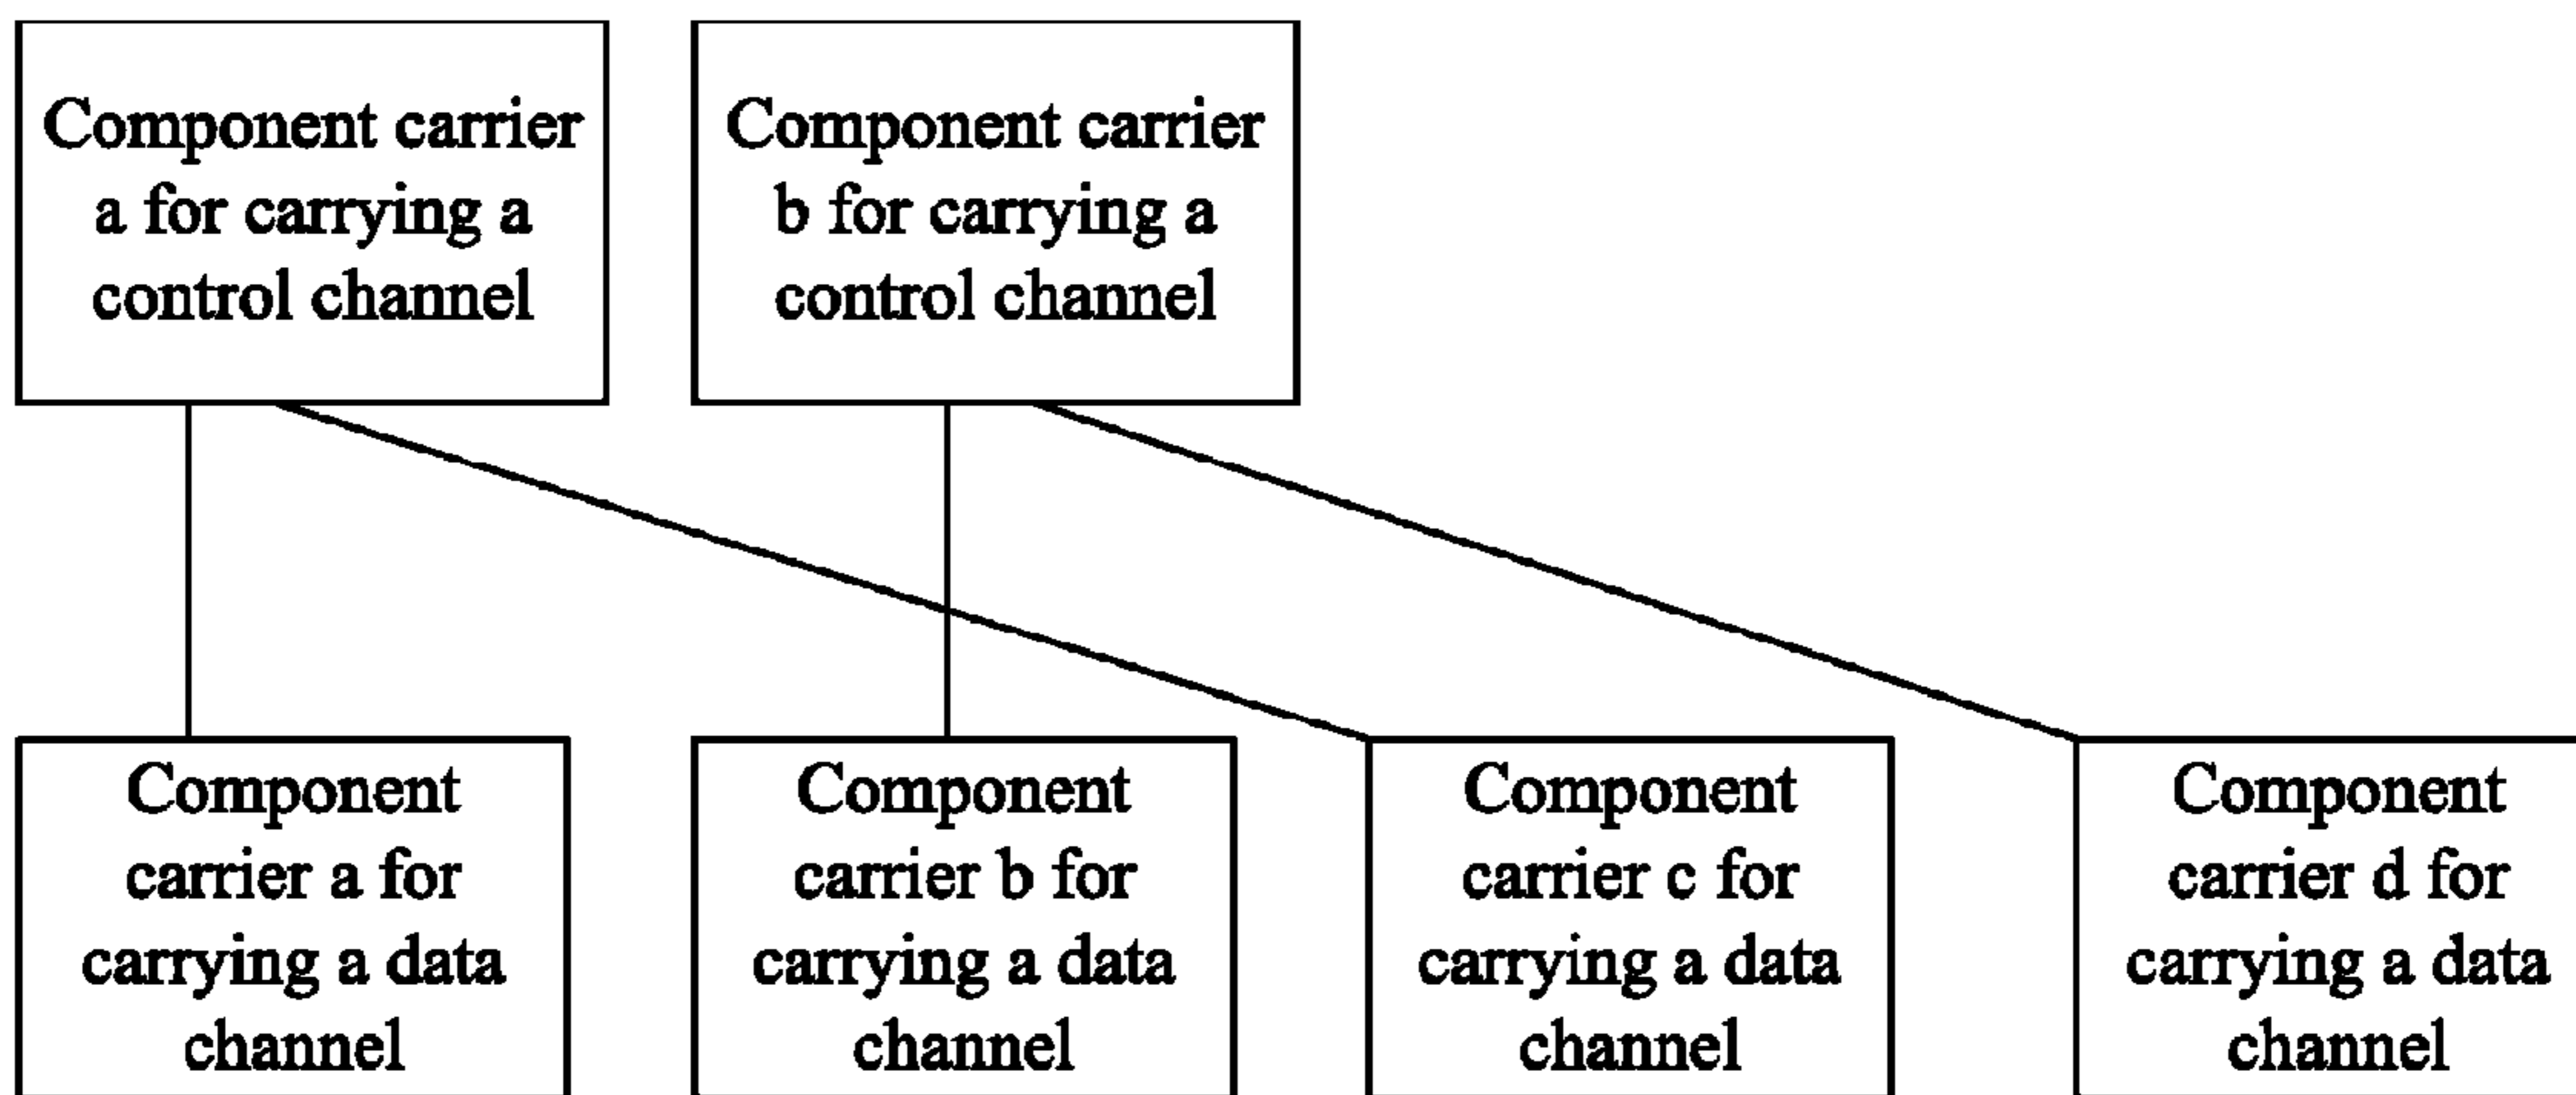 Component carrier
a for carrying a
control channel
Component carrier
b for carrying a
control channel
Component
carrier a for
carrying a data
channel
Component
carrier b for
carrying a data
channel
Component
carrier c for
carrying a data
channel
Component
carrier d for
carrying a data
channel